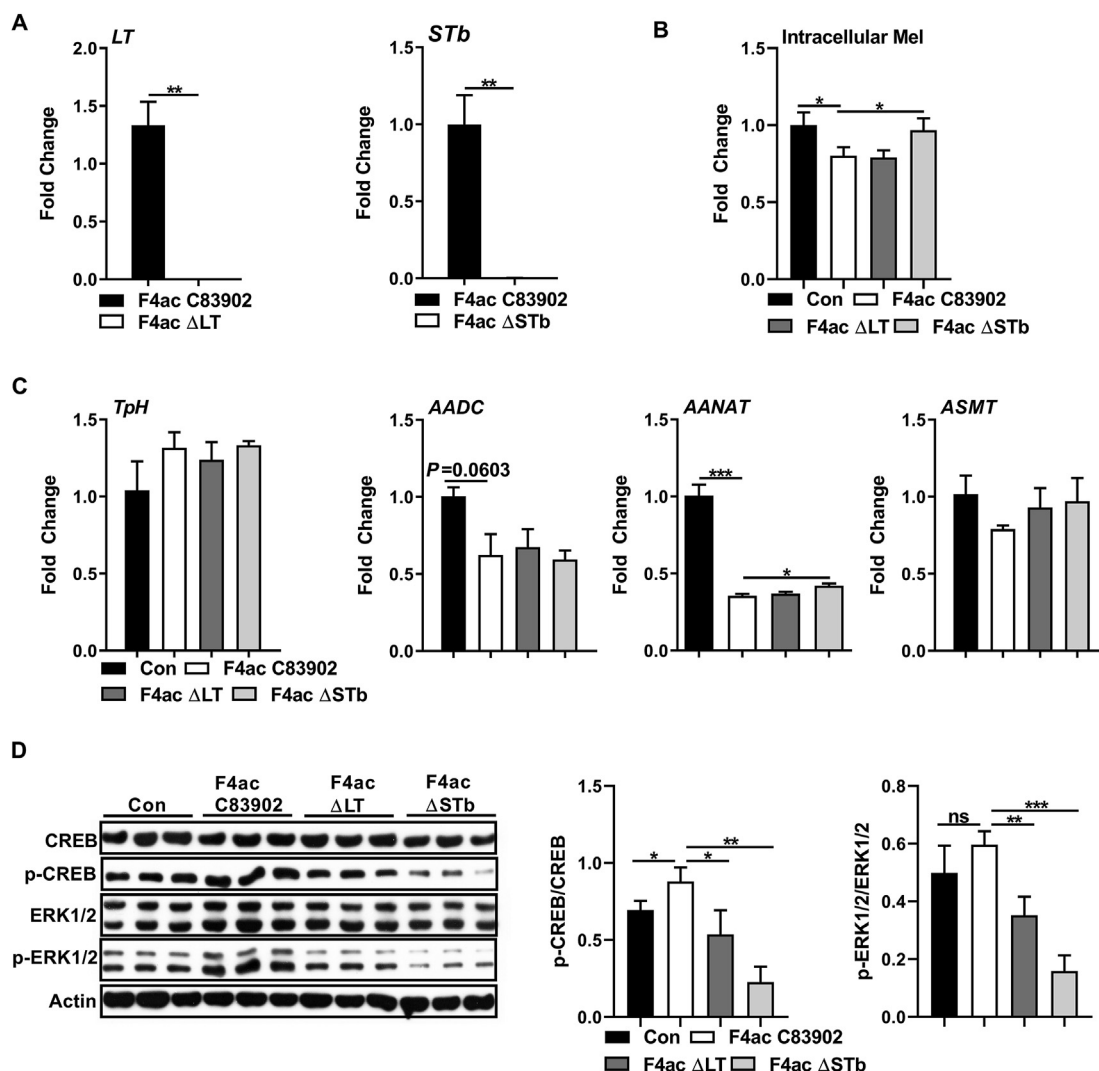 A
LT
Fold Change
2.0
1.5
1.0
0.5
0.0
**
F4ac C83902
F4ac ΔLT
STb
Fold Change
1.5
1.0
0.5
0.0
**
F4ac C83902
F4ac ΔSTb
B
Intracellular Mel
Fold Change
1.5
1.0
0.5
0.0
*
*
Con
F4ac C83902
F4ac ΔLT
F4ac ΔSTb
C
TpH
Fold Change
1.5
1.0
0.5
0.0
Con
F4ac C83902
F4ac ΔLT
F4ac ΔSTb
AADC
Fold Change
1.5
1.0
0.5
0.0
P=0.0603
AANAT
Fold Change
1.5
1.0
0.5
0.0
***
*
ASMT
Fold Change
1.5
1.0
0.5
0.0
D
Con
F4ac
C83902
F4ac
ΔLT
F4ac
ΔSTb
CREB
p-CREB
ERK1/2
p-ERK1/2
Actin
p-CREB/CREB
1.5
1.0
0.5
0.0
*
*
**
Con
F4ac C83902
F4ac ΔLT
F4ac ΔSTb
p-ERK1/2/ERK1/2
0.8
0.6
0.4
0.2
0.0
ns
**
***